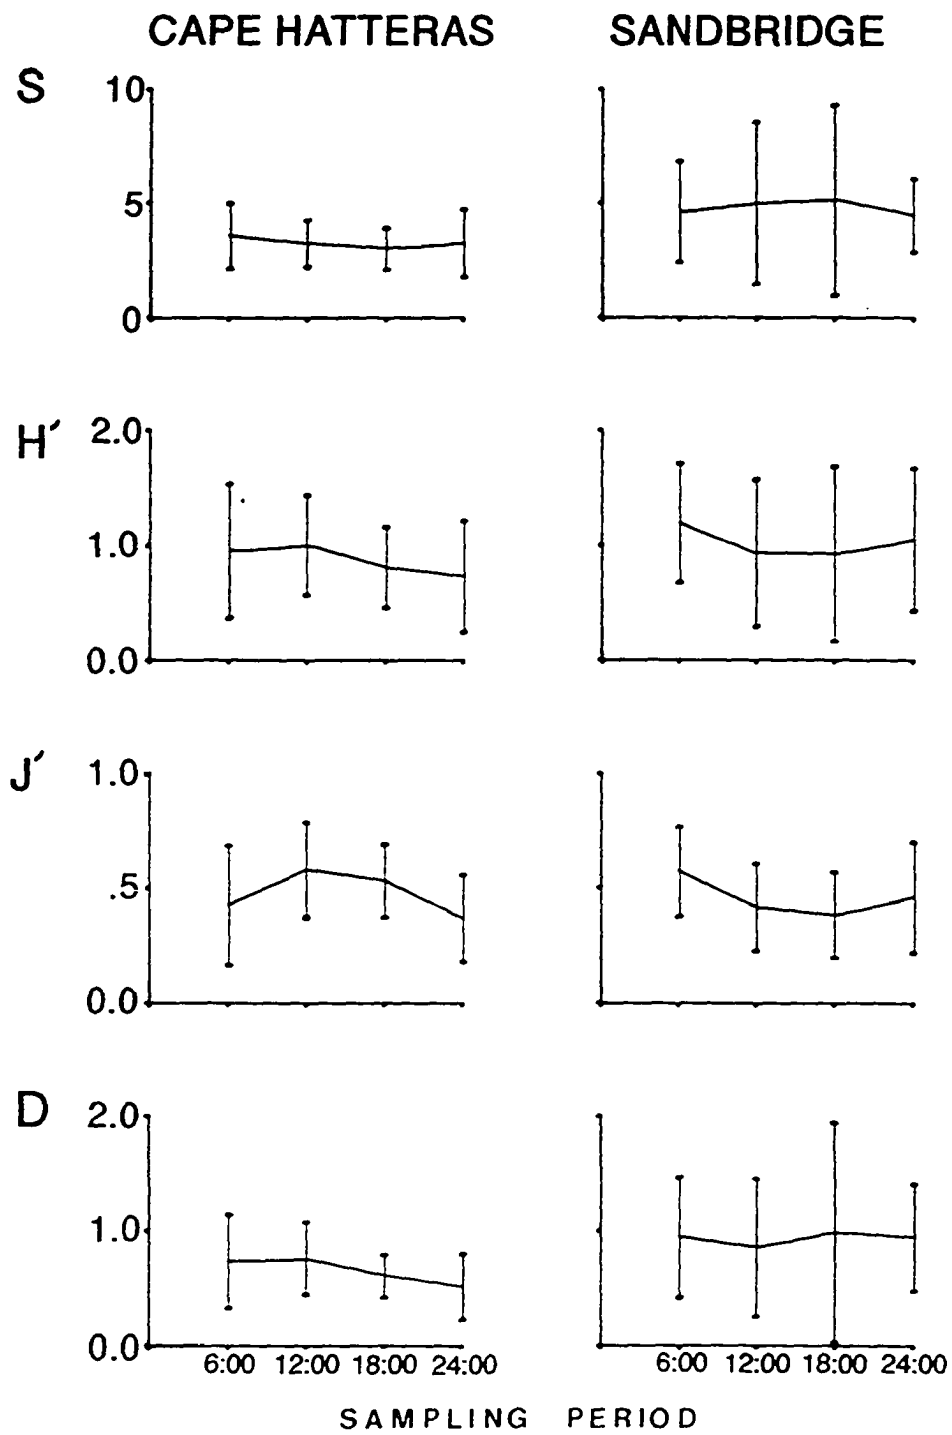 CAPE HATTERAS SANDBRIDGE
S
10
5
0
H′
2.0
1.0
0.0
J′
1.0
.5
0.0
D
2.0
1.0
0.0
6:00 12:00 18:00 24:00 6:00 12:00 18:00 24:00
SAMPLING PERIOD